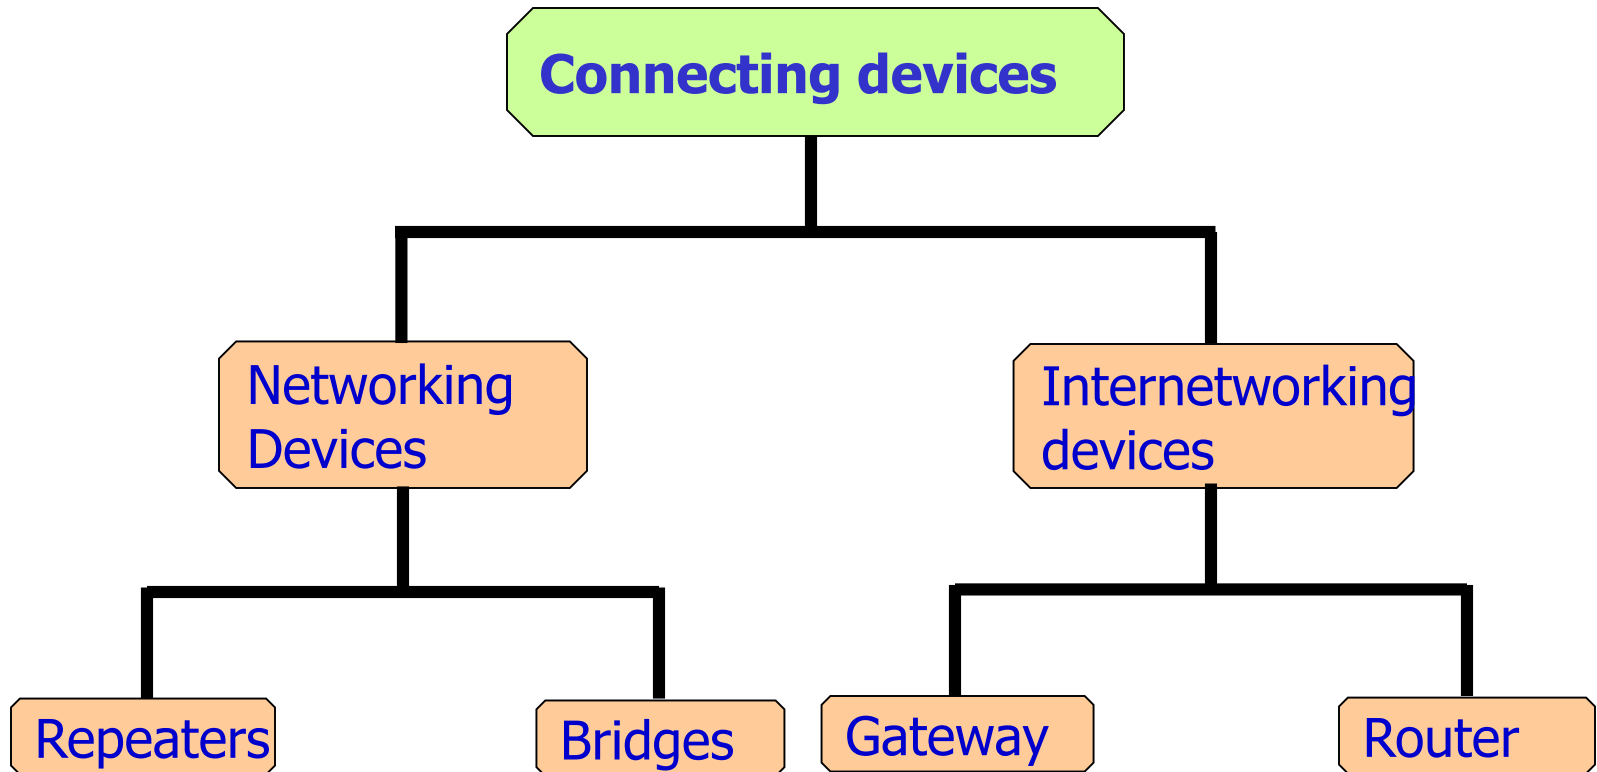 Connecting devices
Networking
Devices
Internetworking
devices
Repeaters
Bridges
Gateway
Router